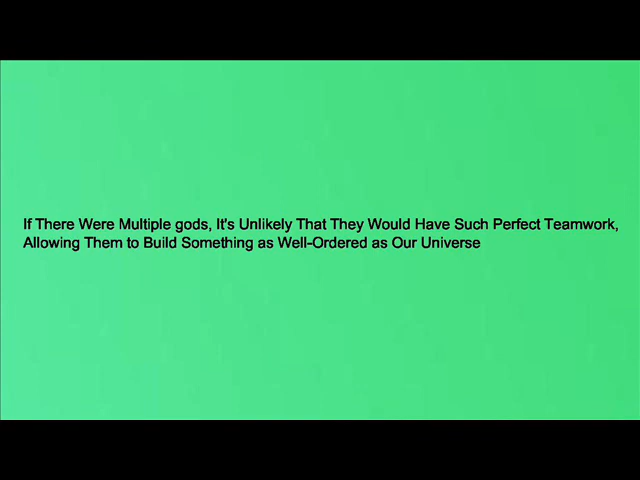 If There Were Multiple gods, It's Unlikely That They Would Have Such Perfect Teamwork,
Allowing Them to Build Something as Well-Ordered as Our Universe